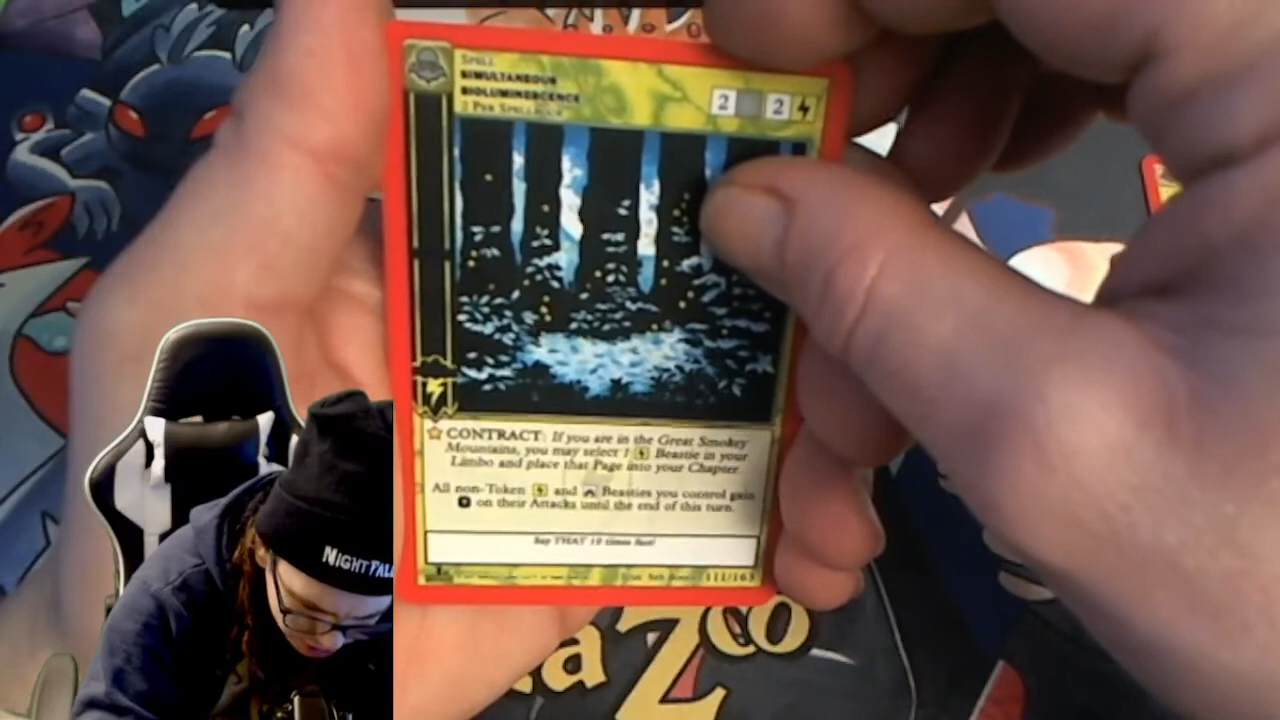 SPELL
SIMULTANEOUS
BIOLUMINESCENCE
2 PER SPELLBOOK
2 2
CONTRACT: If you are in the Great Smokey
Mountains, you may select 1 Beastie in your
Limbo and place that Page into your Chapter.
All non-Token and Beasties you control gain
on their Attacks until the end of this turn.
Say THAT 10 times fast!
111/163
NIGHTFAL
aZoo